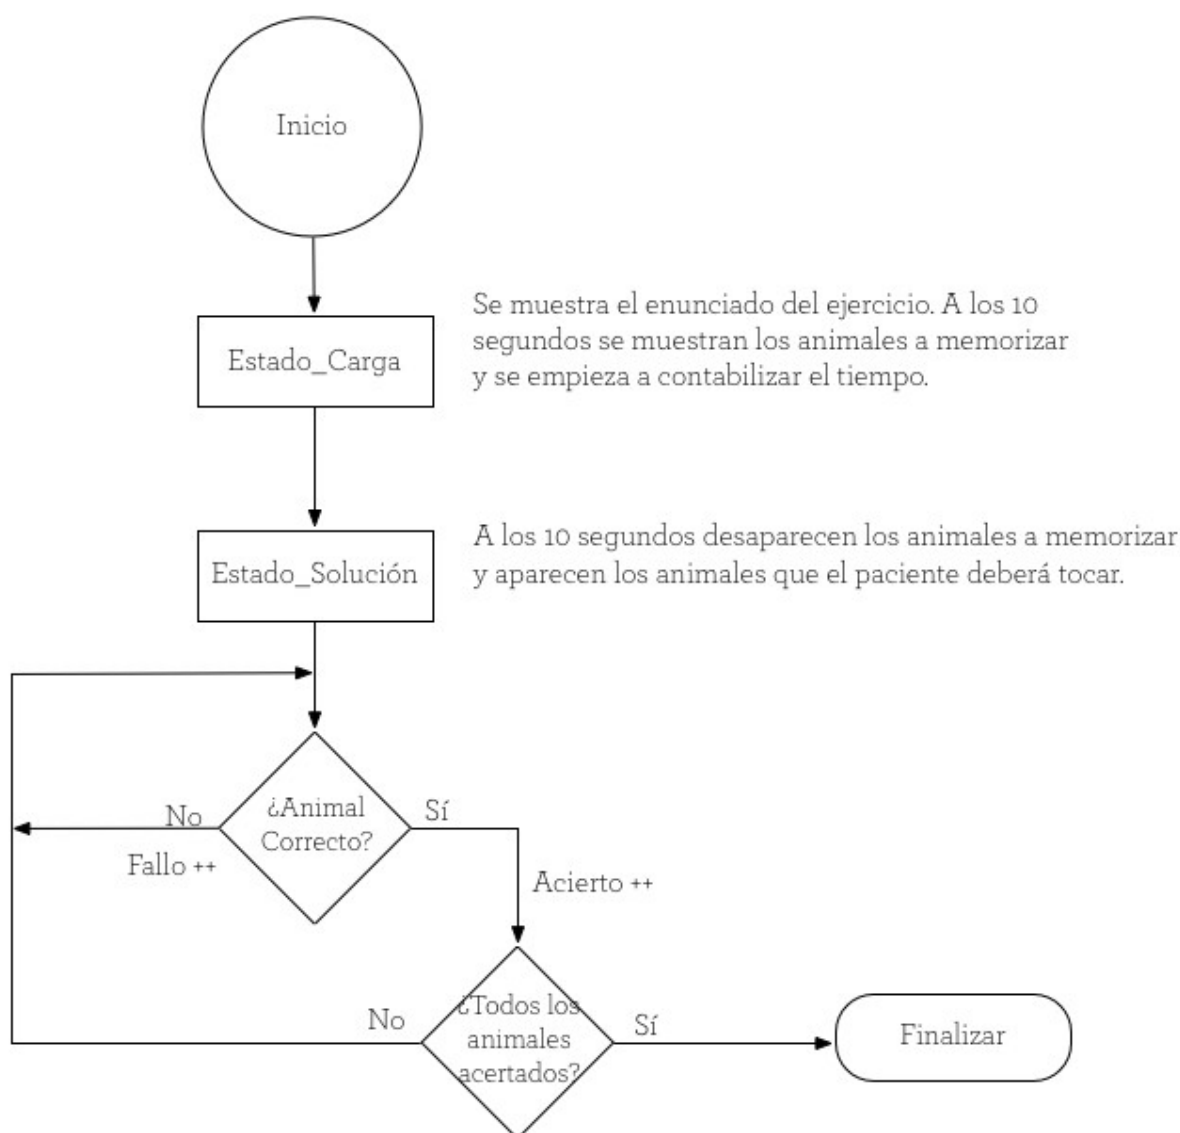 Inicio
Se muestra el enunciado del ejercicio. A los 10
segundos se muestran los animales a memorizar
y se empieza a contabilizar el tiempo.
Estado_Carga
A los 10 segundos desaparecen los animales a memorizar
y aparecen los animales que el paciente deberá tocar.
Estado_Solución
¿Animal
Correcto?
No
Fallo ++
Sí
Acierto ++
¿Todos los
animales
acertados?
No
Sí
Finalizar